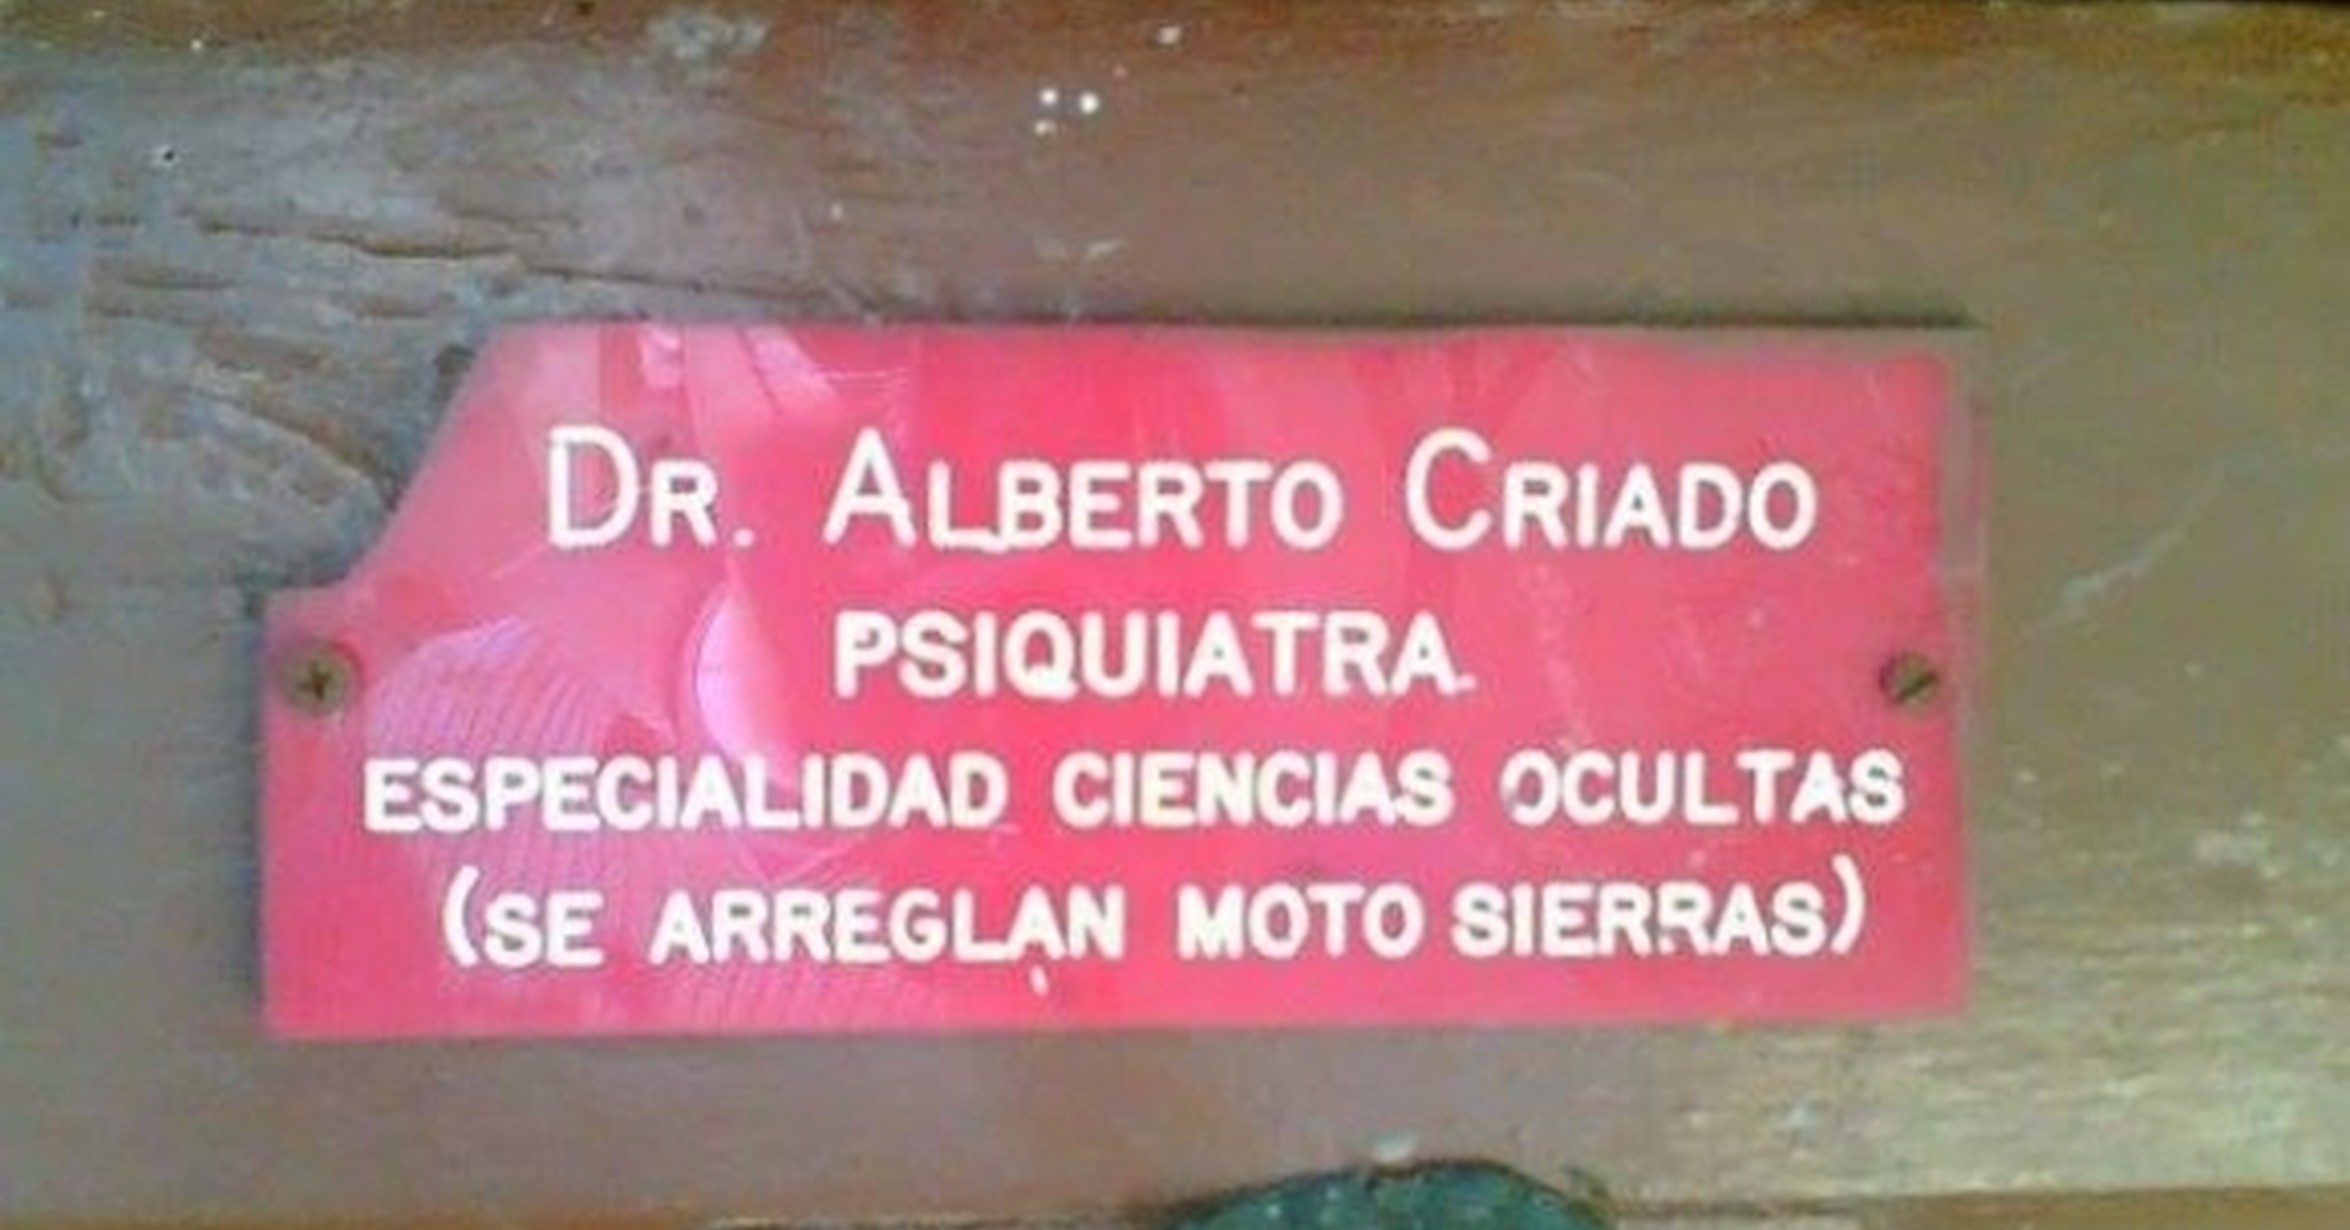 DR. ALBERTO CRIADO
PSIQUIATRA.
ESPECIALIDAD CIENCIAS OCULTAS
(SE ARREGLAN MOTO SIERRAS)